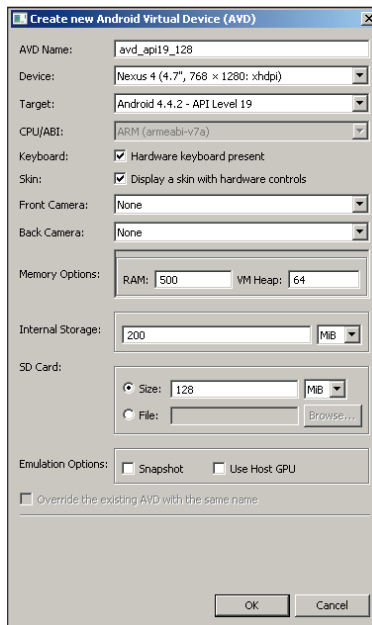 Create new Android Virtual Device (AVD)
AVD Name: avd_api19_128
Device: Nexus 4 (4.7", 768 × 1280: xhdpi)
Target: Android 4.4.2 - API Level 19
CPU/ABI: ARM (armeabi-v7a)
Keyboard: Hardware keyboard present
Skin: Display a skin with hardware controls
Front Camera: None
Back Camera: None
Memory Options: RAM: 500 VM Heap: 64
Internal Storage: 200 MiB
SD Card:
Size: 128 MiB
File: Browse...
Emulation Options: Snapshot Use Host GPU
Override the existing AVD with the same name
OK Cancel